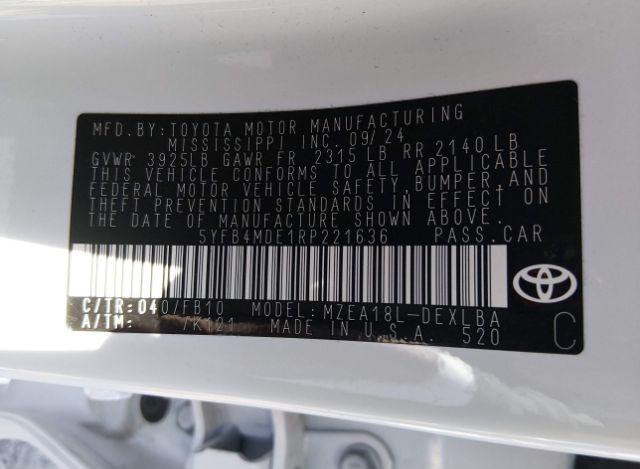 MFD.BY:TOYOTA MOTOR MANUFACTURING
MISSISSIPPI INC. 09/24
GVWR 3925LB GAWR FR 2315 LB RR 2140 LB
THIS VEHICLE CONFORMS TO ALL APPLICABLE
FEDERAL MOTOR VEHICLE SAFETY, BUMPER, AND
THEFT PREVENTION STANDARDS IN EFFECT ON
THE DATE OF MANUFACTURE SHOWN ABOVE.
5YFB4MDE1RP221636 PASS.CAR
C/TR: 040/FB10 MODEL: MZEA18L-DEXLBA
A/TM: /K121 MADE IN U.S.A. 520 C